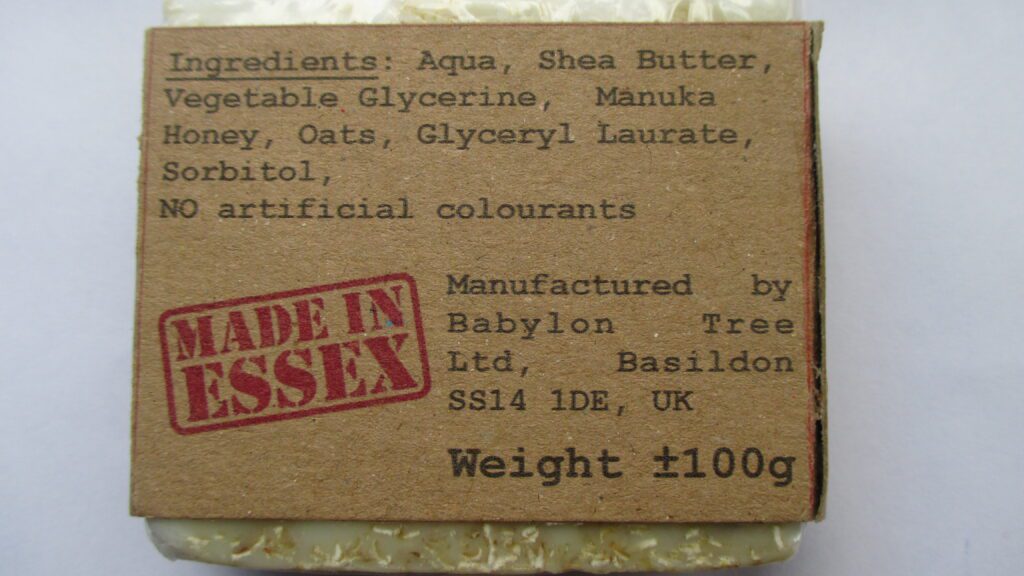 Ingredients: Aqua, Shea Butter,
Vegetable Glycerine, Manuka
Honey, Oats, Glyceryl Laurate,
Sorbitol,
NO artificial colourants
MADE IN
ESSEX
Manufactured by
Babylon Tree
Ltd, Basildon
SS14 1DE, UK
Weight ±100g